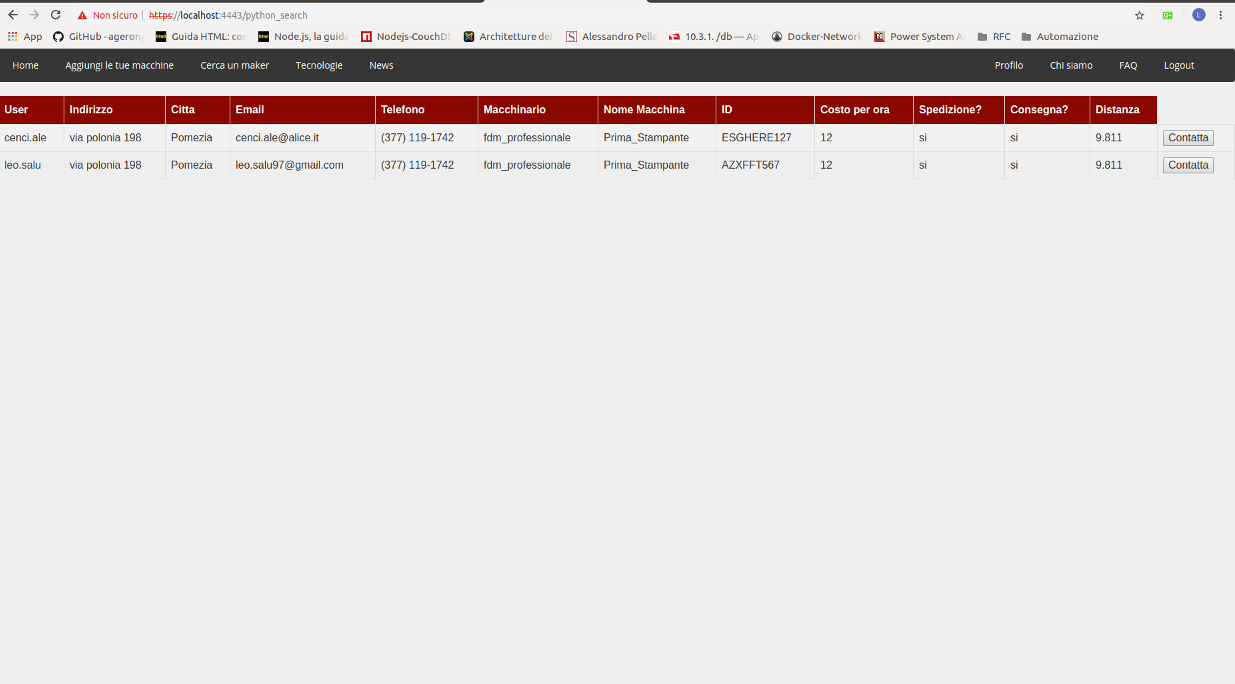 Non sicuro | https://localhost:4443/python_search L
App GitHub - ageron/ Guida HTML: con Node.js, la guida Nodejs-CouchDb Architetture dei Alessandro Pelle 10.3.1. /db — Ap Docker-Network Power System A RFC Automazione
Home Aggiungi le tue macchine Cerca un maker Tecnologie News Profilo Chi siamo FAQ Logout
User Indirizzo Citta Email Telefono Macchinario Nome Macchina ID Costo per ora Spedizione? Consegna? Distanza
cenci.ale via polonia 198 Pomezia cenci.ale@alice.it (377) 119-1742 fdm_professionale Prima_Stampante ESGHERE127 12 si si 9.811 Contatta
leo.salu via polonia 198 Pomezia leo.salu97@gmail.com (377) 119-1742 fdm_professionale Prima_Stampante AZXFFT567 12 si si 9.811 Contatta